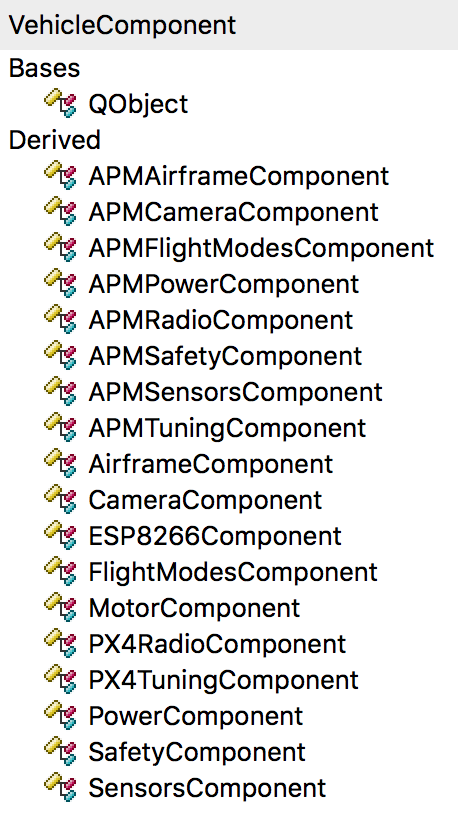 VehicleComponent
Bases
QObject
Derived
APMAirframeComponent
APMCameraComponent
APMFlightModesComponent
APMPowerComponent
APMRadioComponent
APMSafetyComponent
APMSensorsComponent
APMTuningComponent
AirframeComponent
CameraComponent
ESP8266Component
FlightModesComponent
MotorComponent
PX4RadioComponent
PX4TuningComponent
PowerComponent
SafetyComponent
SensorsComponent